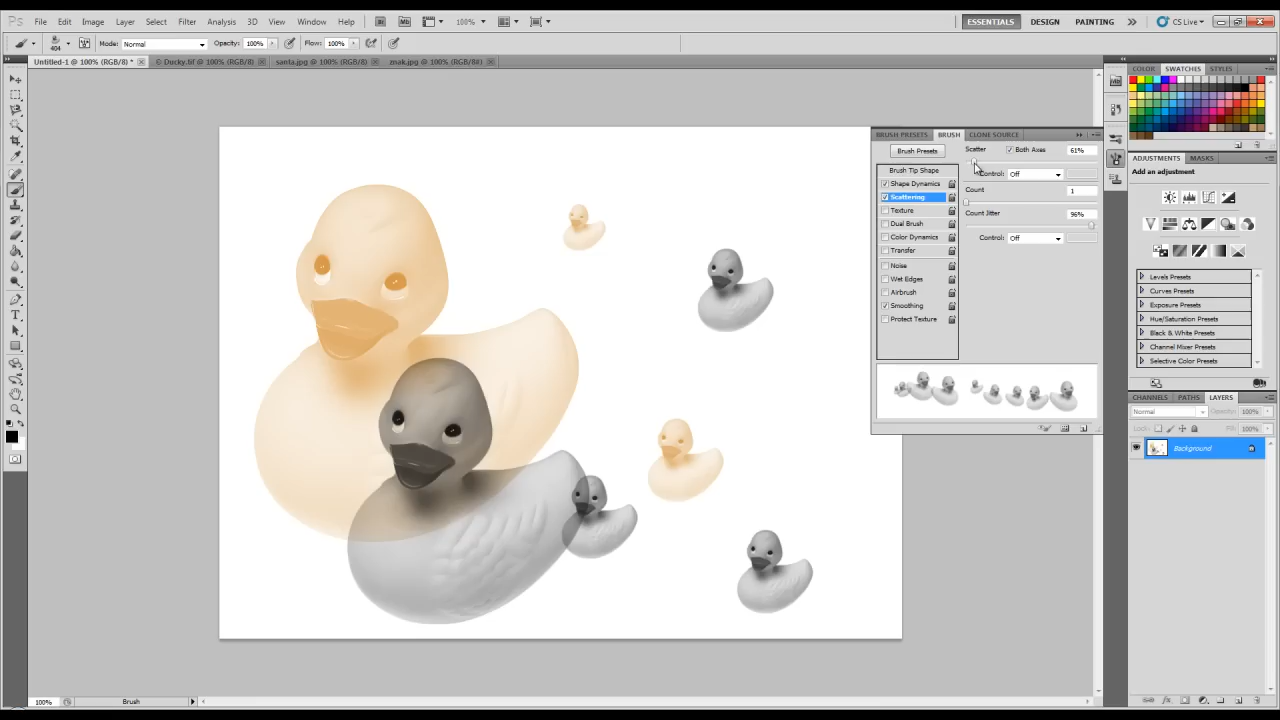 Ps File Edit Image Layer Select Filter Analysis 3D View Window Help Br Mb 100% ESSENTIALS DESIGN PAINTING CS Live
404 Mode: Normal Opacity: 100% Flow: 100%
Untitled-1 @ 100% (RGB/8) * © Ducky.tif @ 100% (RGB/8) santa.jpg @ 100% (RGB/8) znak.jpg @ 100% (RGB/8#)
COLOR SWATCHES STYLES
BRUSH PRESETS BRUSH CLONE SOURCE
Brush Presets Scatter Both Axes 61%
Brush Tip Shape Control: Off
Shape Dynamics Count 1
Scattering
Texture Count Jitter 96%
Dual Brush
Color Dynamics Control: Off
Transfer
Noise
Wet Edges
Airbrush
Smoothing
Protect Texture
ADJUSTMENTS MASKS
Add an adjustment
Levels Presets
Curves Presets
Exposure Presets
Hue/Saturation Presets
Black & White Presets
Channel Mixer Presets
Selective Color Presets
CHANNELS PATHS LAYERS
Normal Opacity: 100%
Lock: Fill: 100%
Background
100% Brush